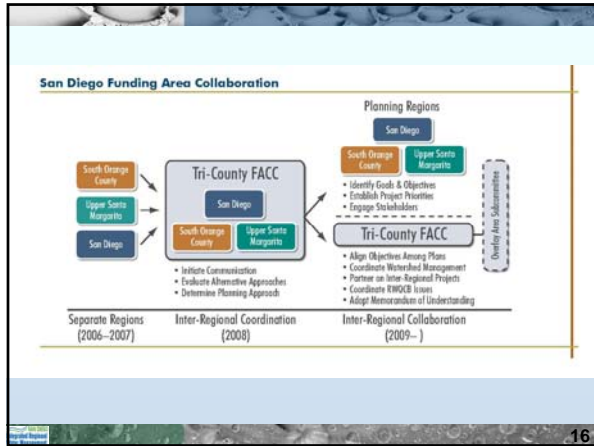 San Diego Funding Area Collaboration
South Orange
County
Upper Santa
Margarita
San Diego
Tri-County FACC
San Diego
South Orange
County
Upper Santa
Margarita
• Initiate Communication
• Evaluate Alternative Approaches
• Determine Planning Approach
Planning Regions
San Diego
South Orange
County
Upper Santa
Margarita
• Identify Goals & Objectives
• Establish Project Priorities
• Engage Stakeholders
Tri-County FACC
• Align Objectives Among Plans
• Coordinate Watershed Management
• Partner on Inter-Regional Projects
• Coordinate RWQCB Issues
• Adopt Memorandum of Understanding
Overlay Area Subcommittee
Separate Regions
(2006–2007)
Inter-Regional Coordination
(2008)
Inter-Regional Collaboration
(2009– )
Integrated Regional
16